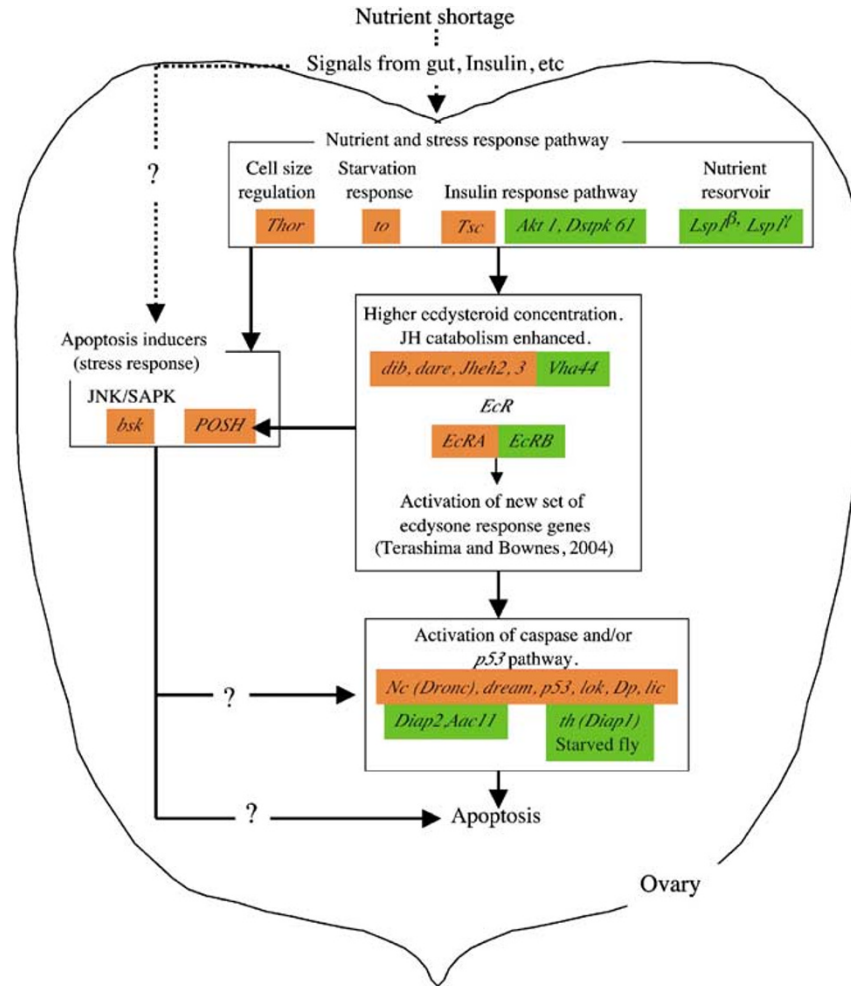 Nutrient shortage
Signals from gut, Insulin, etc
?
Nutrient and stress response pathway
Cell size
regulation
Starvation
response
Insulin response pathway
Nutrient
resorvoir
Thor
to
Tsc
Akt 1, Dstpk 61
Lsp1β, Lsp1γ
Apoptosis inducers
(stress response)
JNK/SAPK
bsk
POSH
Higher ecdysteroid concentration.
JH catabolism enhanced.
dib, dare, Jheh2, 3
Vha44
EcR
EcRA
EcRB
Activation of new set of
ecdysone response genes
(Terashima and Bownes, 2004)
Activation of caspase and/or
p53 pathway.
Nc (Dronc), dream, p53, lok, Dp, lic
Diap2,Aac11
th (Diap1)
Starved fly
?
?
Apoptosis
Ovary